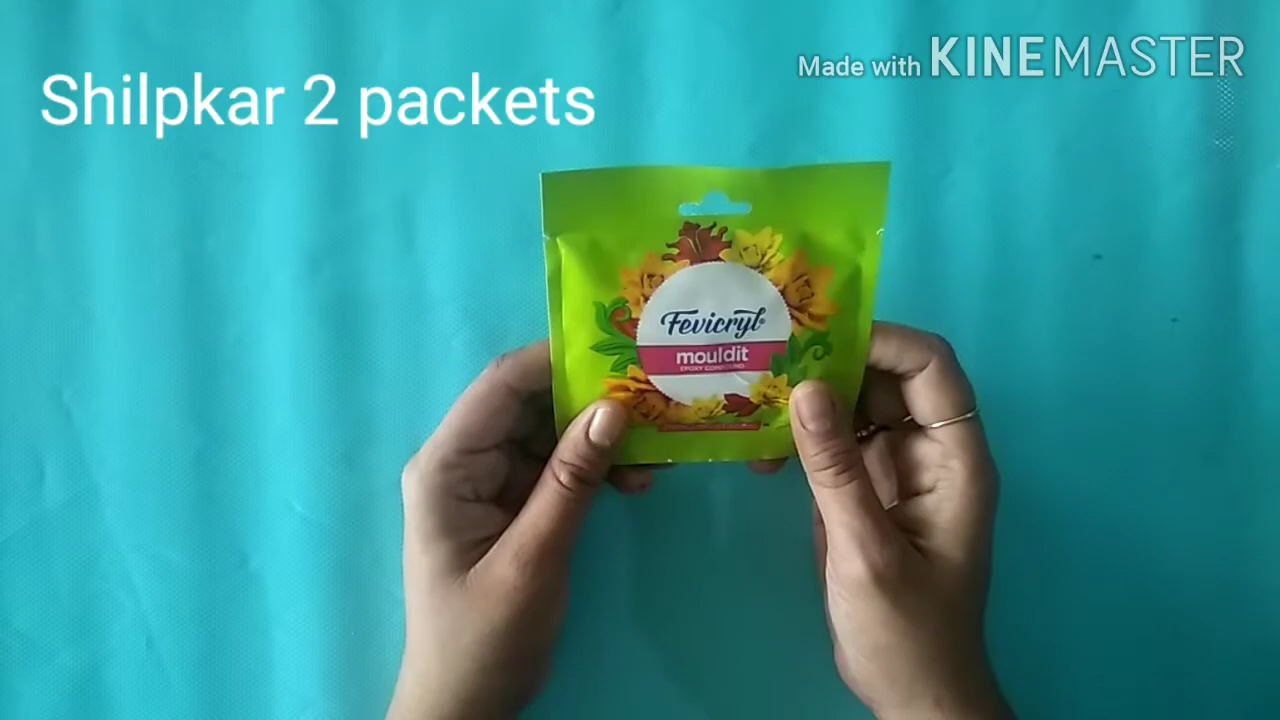 Made with KINEMASTER
Shilpkar 2 packets
Fevicryl®
mouldit
EPOXY COMPOUND